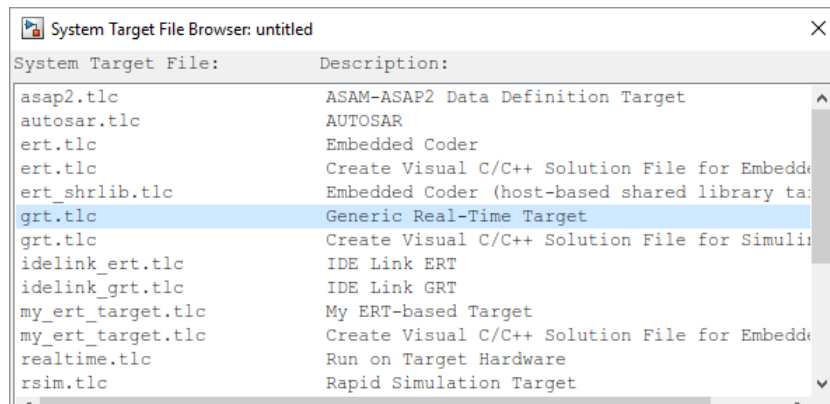 System Target File Browser: untitled
System Target File: Description:
asap2.tlc ASAM-ASAP2 Data Definition Target
autosar.tlc AUTOSAR
ert.tlc Embedded Coder
ert.tlc Create Visual C/C++ Solution File for Embedde
ert_shrlib.tlc Embedded Coder (host-based shared library ta
grt.tlc Generic Real-Time Target
grt.tlc Create Visual C/C++ Solution File for Simuli
idelink_ert.tlc IDE Link ERT
idelink_grt.tlc IDE Link GRT
my_ert_target.tlc My ERT-based Target
my_ert_target.tlc Create Visual C/C++ Solution File for Embedde
realtime.tlc Run on Target Hardware
rsim.tlc Rapid Simulation Target